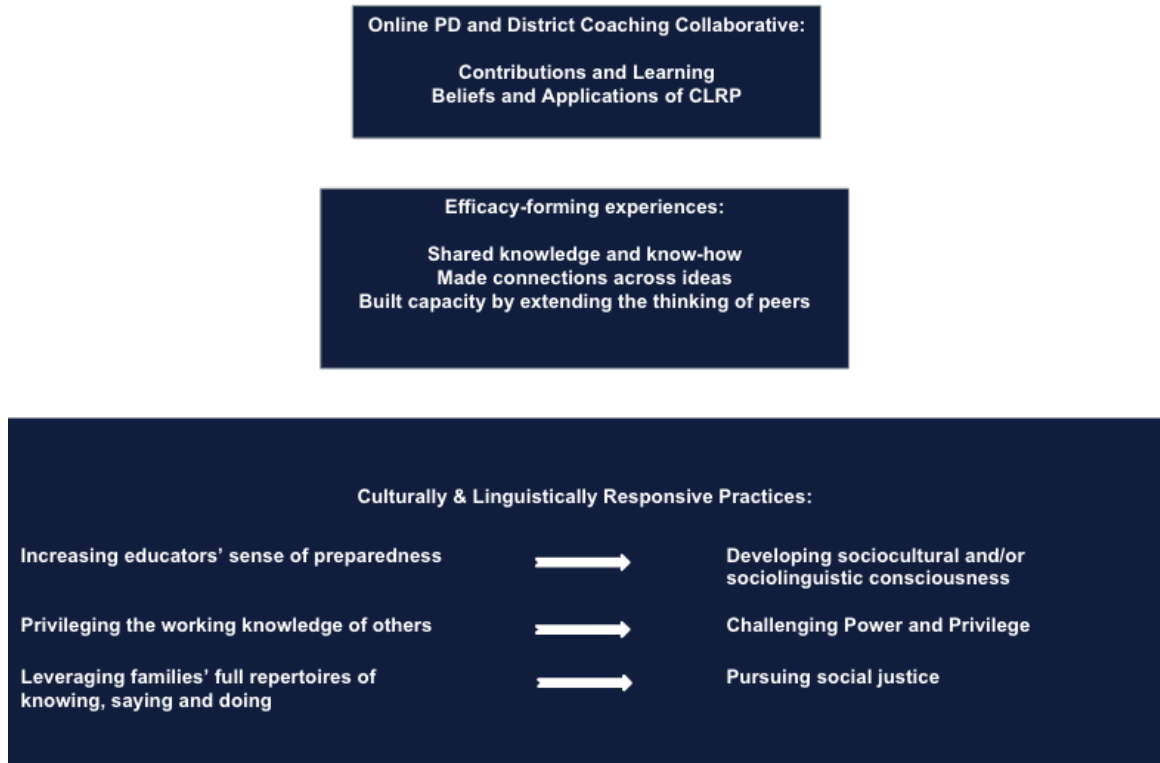 Online PD and District Coaching Collaborative:
Contributions and Learning
Beliefs and Applications of CLRP
Efficacy-forming experiences:
Shared knowledge and know-how
Made connections across ideas
Built capacity by extending the thinking of peers
Culturally & Linguistically Responsive Practices:
Increasing educators’ sense of preparedness
Developing sociocultural and/or
sociolinguistic consciousness
Privileging the working knowledge of others
Challenging Power and Privilege
Leveraging families’ full repertoires of
knowing, saying and doing
Pursuing social justice